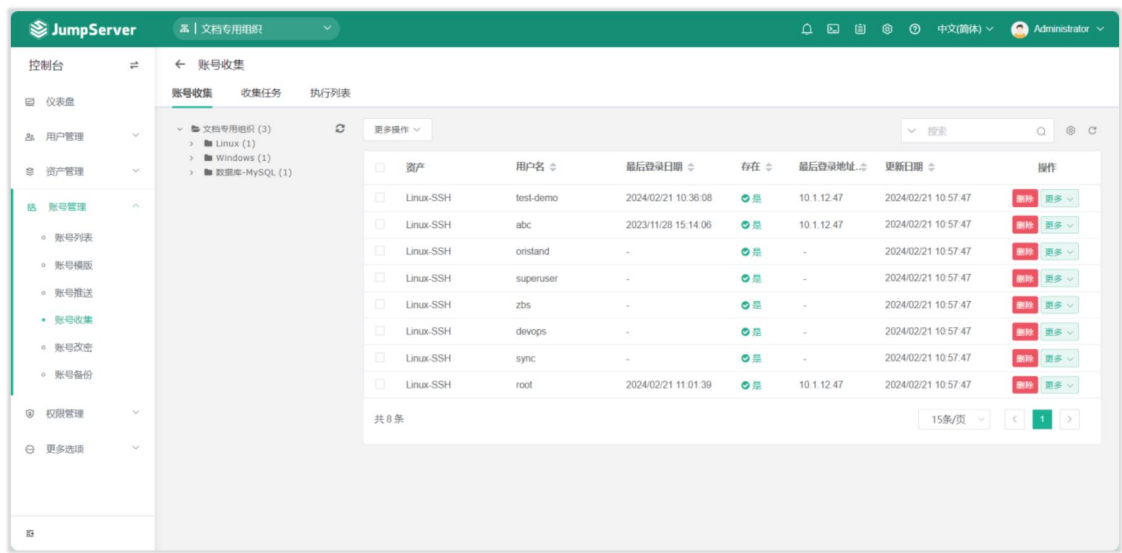 JumpServer 文档专用组织 中文(简体) Administrator
控制台
仪表盘
用户管理
资产管理
账号管理
账号列表
账号模版
账号推送
账号收集
账号改密
账号备份
权限管理
更多选项
← 账号收集
账号收集 收集任务 执行列表
文档专用组织 (3)
Linux (1)
Windows (1)
数据库-MySQL (1)
更多操作 搜索
资产 用户名 最后登录日期 存在 最后登录地址.. 更新日期 操作
Linux-SSH test-demo 2024/02/21 10:36:08 是 10.1.12.47 2024/02/21 10:57:47 删除 更多
Linux-SSH abc 2023/11/28 15:14:06 是 10.1.12.47 2024/02/21 10:57:47 删除 更多
Linux-SSH oristand - 是 - 2024/02/21 10:57:47 删除 更多
Linux-SSH superuser - 是 - 2024/02/21 10:57:47 删除 更多
Linux-SSH zbs - 是 - 2024/02/21 10:57:47 删除 更多
Linux-SSH devops - 是 - 2024/02/21 10:57:47 删除 更多
Linux-SSH sync - 是 - 2024/02/21 10:57:47 删除 更多
Linux-SSH root 2024/02/21 11:01:39 是 10.1.12.47 2024/02/21 10:57:47 删除 更多
共 8 条 15条/页 < 1 >